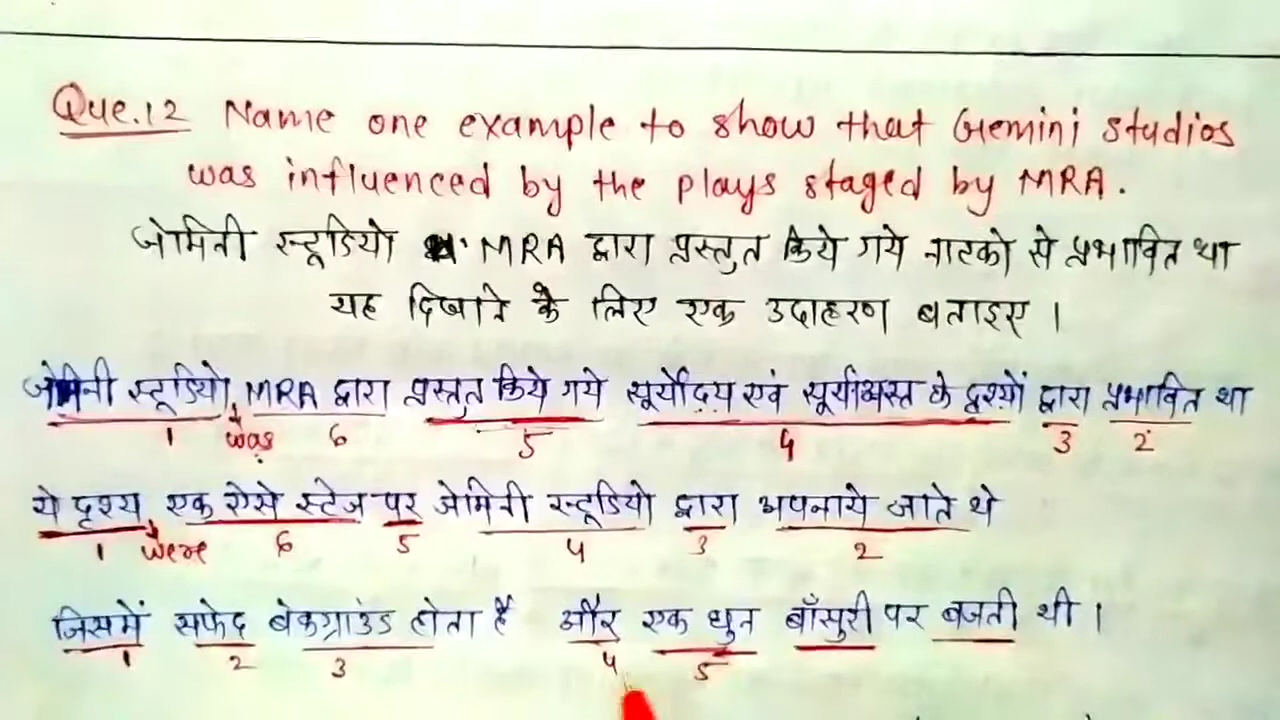 Que.12 Name one example to show that Gemini studios
was influenced by the plays staged by MRA.
जेमिनी स्टूडियो MRA द्वारा प्रस्तुत किये गये नाटको से प्रभावित था
यह दिखाने के लिए एक उदाहरण बताइए ।
जेमिनी स्टूडियो MRA द्वारा प्रस्तुत किये गये सूर्योदय एवं सूर्यास्त के दृश्यों द्वारा प्रभावित था
1 was 6 5 4 3 2
ये दृश्य एक ऐसे स्टेज पर जेमिनी स्टूडियो द्वारा अपनाये जाते थे
1 were 6 5 4 3 2
जिसमें सफेद बेकग्राउंड होता है और एक धुन बाँसुरी पर बजती थी ।
1 2 3 4 5